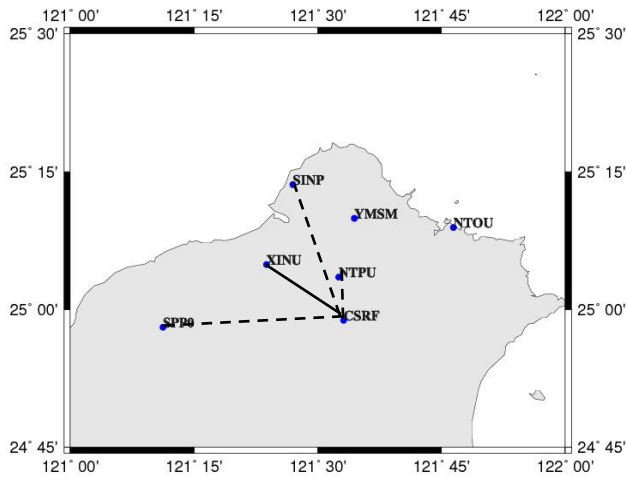 121° 00' 121° 15' 121° 30' 121° 45' 122° 00'
25° 30' 25° 30'
25° 15' 25° 15'
SINP
YMSM
NTOU
XINU
NTPU
25° 00' 25° 00'
CSRF
SPP0
24° 45' 24° 45'
121° 00' 121° 15' 121° 30' 121° 45' 122° 00'